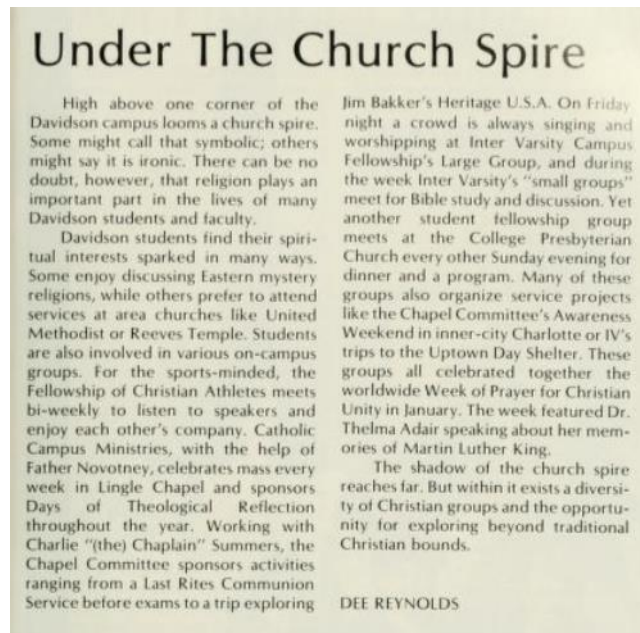 Under The Church Spire
High above one corner of the
Davidson campus looms a church spire.
Some might call that symbolic; others
might say it is ironic. There can be no
doubt, however, that religion plays an
important part in the lives of many
Davidson students and faculty.
Davidson students find their spiri-
tual interests sparked in many ways.
Some enjoy discussing Eastern mystery
religions, while others prefer to attend
services at area churches like United
Methodist or Reeves Temple. Students
are also involved in various on-campus
groups. For the sports-minded, the
Fellowship of Christian Athletes meets
bi-weekly to listen to speakers and
enjoy each other's company. Catholic
Campus Ministries, with the help of
Father Novotney, celebrates mass every
week in Lingle Chapel and sponsors
Days of Theological Reflection
throughout the year. Working with
Charlie "(the) Chaplain" Summers, the
Chapel Committee sponsors activities
ranging from a Last Rites Communion
Service before exams to a trip exploring
Jim Bakker's Heritage U.S.A. On Friday
night a crowd is always singing and
worshipping at Inter Varsity Campus
Fellowship's Large Group, and during
the week Inter Varsity's "small groups"
meet for Bible study and discussion. Yet
another student fellowship group
meets at the College Presbyterian
Church every other Sunday evening for
dinner and a program. Many of these
groups also organize service projects
like the Chapel Committee's Awareness
Weekend in inner-city Charlotte or IV's
trips to the Uptown Day Shelter. These
groups all celebrated together the
worldwide Week of Prayer for Christian
Unity in January. The week featured Dr.
Thelma Adair speaking about her mem-
ories of Martin Luther King.
The shadow of the church spire
reaches far. But within it exists a diversi-
ty of Christian groups and the opportu-
nity for exploring beyond traditional
Christian bounds.
DEE REYNOLDS